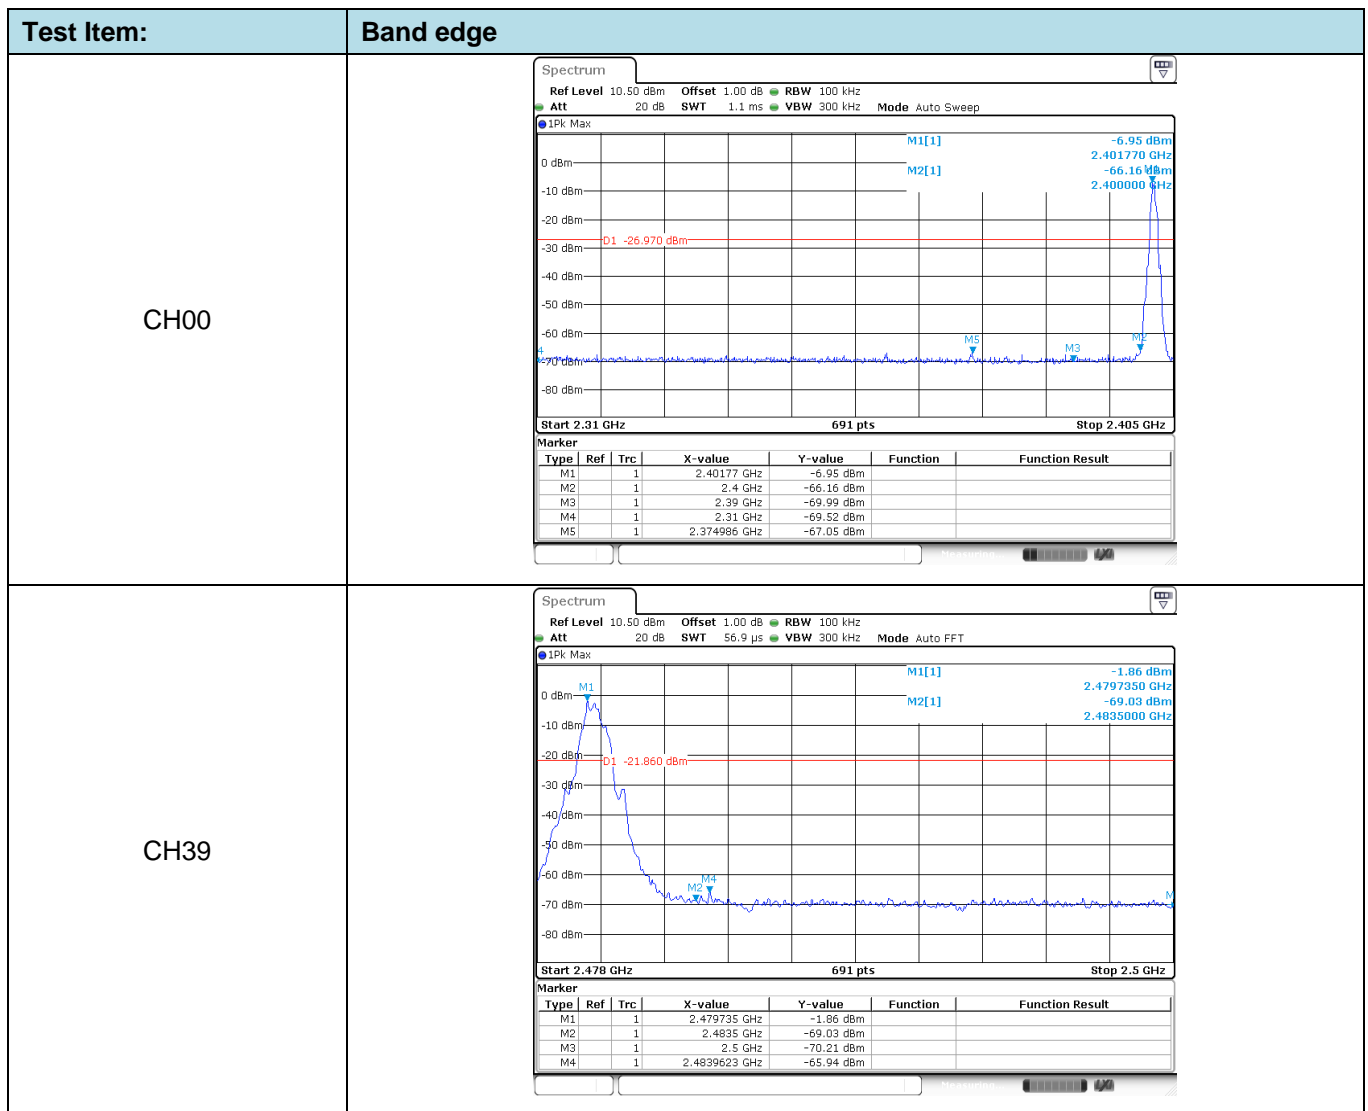 Test Item: Band edge
CH00
Spectrum
Ref Level 10.50 dBm Offset 1.00 dB RBW 100 kHz
Att 20 dB SWT 1.1 ms VBW 300 kHz Mode Auto Sweep
1Pk Max
M1[1] -6.95 dBm
2.401770 GHz
M2[1] -66.16 dBm
2.400000 GHz
M1
0 dBm
-10 dBm
-20 dBm
D1 -26.970 dBm
-30 dBm
-40 dBm
-50 dBm
-60 dBm
M5 M3 M2
4
-70 dBm
-80 dBm
Start 2.31 GHz 691 pts Stop 2.405 GHz
Marker
Type Ref Trc X-value Y-value Function Function Result
M1 1 2.40177 GHz -6.95 dBm
M2 1 2.4 GHz -66.16 dBm
M3 1 2.39 GHz -69.99 dBm
M4 1 2.31 GHz -69.52 dBm
M5 1 2.374986 GHz -67.05 dBm
Measuring...
CH39
Spectrum
Ref Level 10.50 dBm Offset 1.00 dB RBW 100 kHz
Att 20 dB SWT 56.9 µs VBW 300 kHz Mode Auto FFT
1Pk Max
M1[1] -1.86 dBm
2.4797350 GHz
M2[1] -69.03 dBm
2.4835000 GHz
M1
0 dBm
-10 dBm
-20 dBm
D1 -21.860 dBm
-30 dBm
-40 dBm
-50 dBm
-60 dBm
M2 M4 M
-70 dBm
-80 dBm
Start 2.478 GHz 691 pts Stop 2.5 GHz
Marker
Type Ref Trc X-value Y-value Function Function Result
M1 1 2.479735 GHz -1.86 dBm
M2 1 2.4835 GHz -69.03 dBm
M3 1 2.5 GHz -70.21 dBm
M4 1 2.4839623 GHz -65.94 dBm
Measuring...